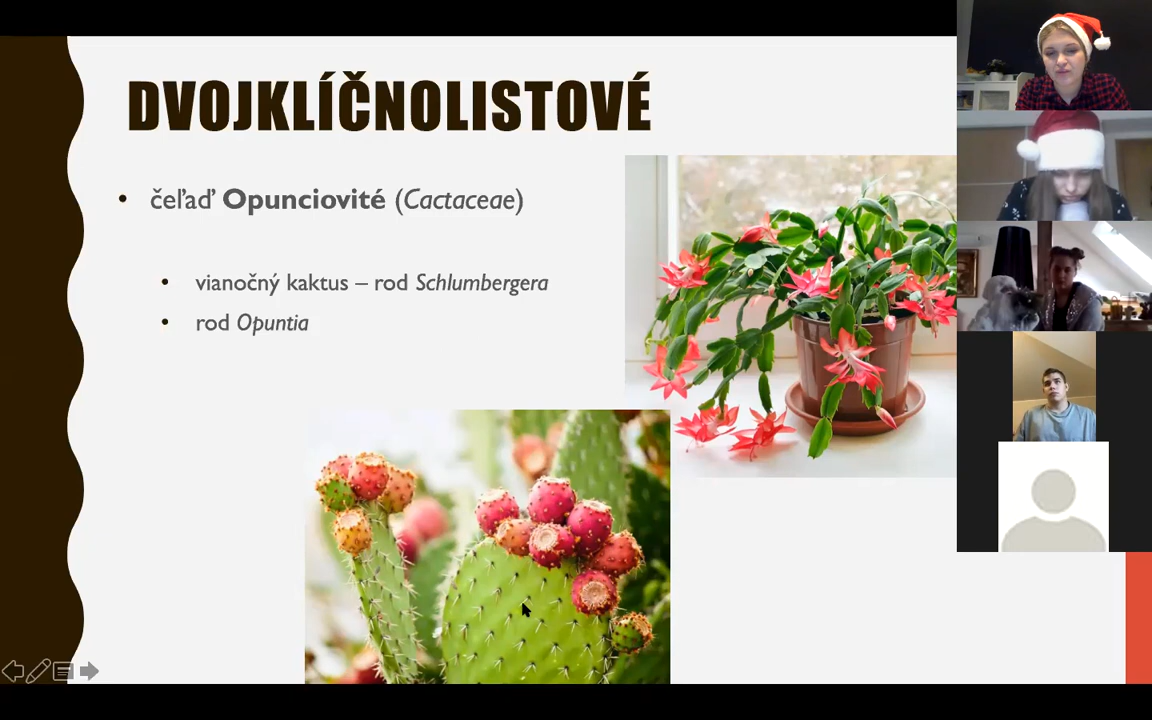 DVOJKLÍČNOLISTOVÉ
• čeľaď Opunciovité (Cactaceae)
• vianočný kaktus – rod Schlumbergera
• rod Opuntia